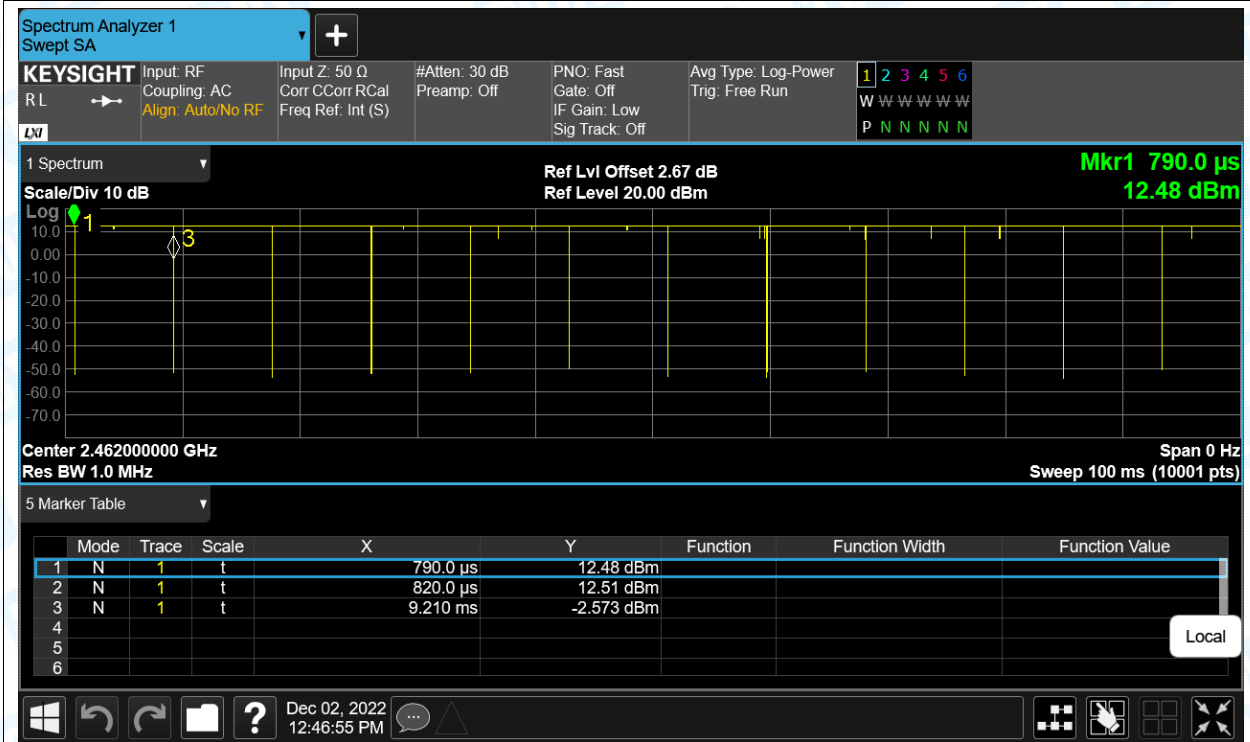 Spectrum Analyzer 1
Swept SA
KEYSIGHT
R L
LXI
Input: RF
Coupling: AC
Align: Auto/No RF
Input Z: 50 Ω
Corr CCorr RCal
Freq Ref: Int (S)
#Atten: 30 dB
Preamp: Off
PNO: Fast
Gate: Off
IF Gain: Low
Sig Track: Off
Avg Type: Log-Power
Trig: Free Run
1 2 3 4 5 6
W W W W W W
P N N N N N
1 Spectrum
Scale/Div 10 dB
Ref Lvl Offset 2.67 dB
Ref Level 20.00 dBm
Mkr1 790.0 µs
12.48 dBm
Log
1
3
10.0
0.00
-10.0
-20.0
-30.0
-40.0
-50.0
-60.0
-70.0
Center 2.462000000 GHz
Res BW 1.0 MHz
Span 0 Hz
Sweep 100 ms (10001 pts)
5 Marker Table
Mode Trace Scale X Y Function Function Width Function Value
1 N 1 t 790.0 µs 12.48 dBm
2 N 1 t 820.0 µs 12.51 dBm
3 N 1 t 9.210 ms -2.573 dBm
4
5
6
Local
?
Dec 02, 2022
12:46:55 PM